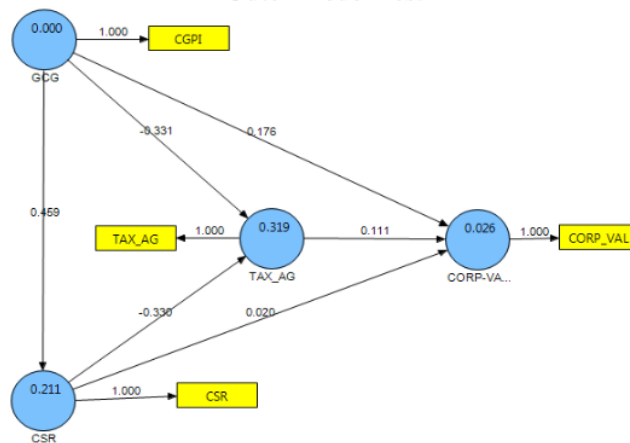 0.000
1.000
CGPI
GCG
-0.331
0.176
0.459
TAX_AG
1.000
0.319
0.111
0.026
1.000
CORP_VAL
TAX_AG
CORP-VA...
-0.330
0.020
0.211
1.000
CSR
CSR